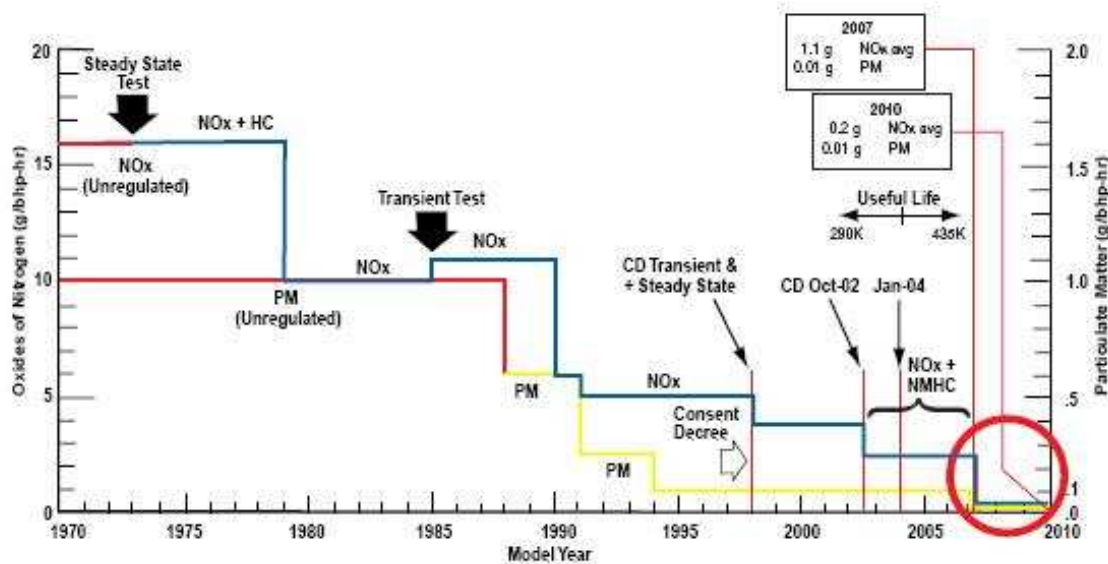 2007
1.1 g NOx avg
0.01 g PM
2010
0.2 g NOx avg
0.01 g PM
20
15
10
5
0
Oxides of Nitrogen (g/bhp-hr)
Steady State
Test
NOx + HC
NOx
(Unregulated)
Transient Test
NOx
NOx
PM
(Unregulated)
Useful Life
290K 435K
CD Transient &
+ Steady State
CD Oct-02 Jan-04
NOx +
NMHC
PM
NOx
Consent
Decree
PM
2.0
1.5
1.0
.5
.1
.0
Particulate Matter (g/bhp-hr)
1970 1975 1980 1985 1990 1995 2000 2005 2010
Model Year